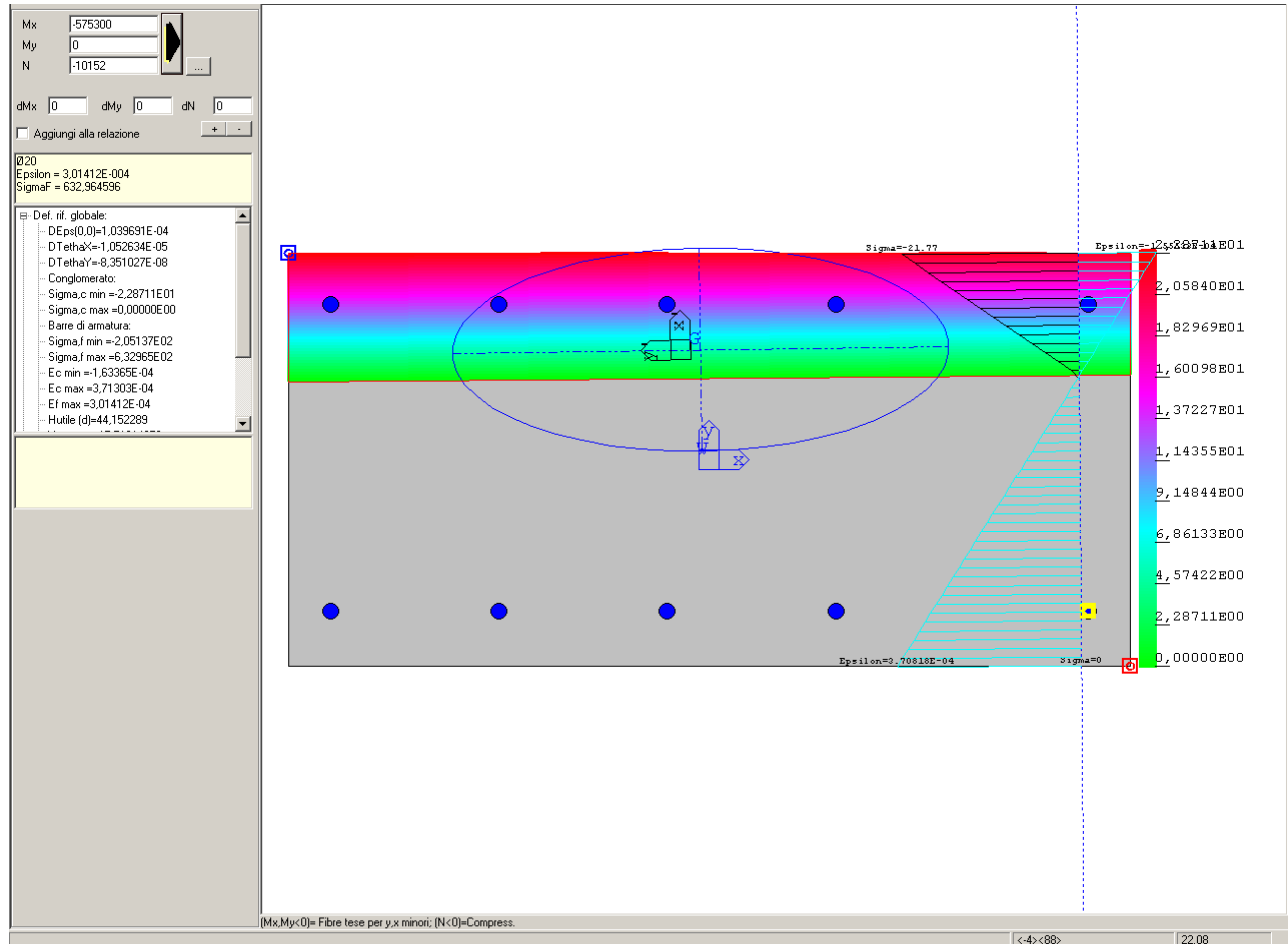 Mx -575300
My 0
N -10152 ...
dMx 0 dMy 0 dN 0
Aggiungi alla relazione + -
Ø20
Epsilon = 3,01412E-004
SigmaF = 632,964596
Def. rif. globale:
DEps(0,0)=1,039691E-04
DTethaX=-1,052634E-05
DTethaY=-8,351027E-08
Conglomerato:
Sigma,c min =-2,28711E01
Sigma,c max =0,00000E00
Barre di armatura:
Sigma,f min =-2,05137E02
Sigma,f max =6,32965E02
Ec min =-1,63365E-04
Ec max =3,71303E-04
Ef max =3,01412E-04
Hutile (d)=44,152289
Sigma=-21.77
2,28711E01
2,05840E01
1,82969E01
1,60098E01
1,37227E01
1,14355E01
9,14844E00
6,86133E00
4,57422E00
2,28711E00
0,00000E00
X
G
Y
X
Epsilon=3.70818E-04
Sigma=0
(Mx,My<0)= Fibre tese per y,x minori; (N<0)=Compress.
<-4><88>
22.08